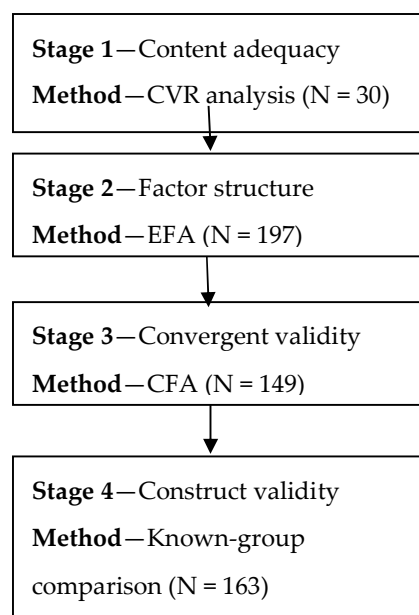 Stage 1—Content adequacy
Method—CVR analysis (N = 30)
Stage 2—Factor structure
Method—EFA (N = 197)
Stage 3—Convergent validity
Method—CFA (N = 149)
Stage 4—Construct validity
Method—Known-group
comparison (N = 163)